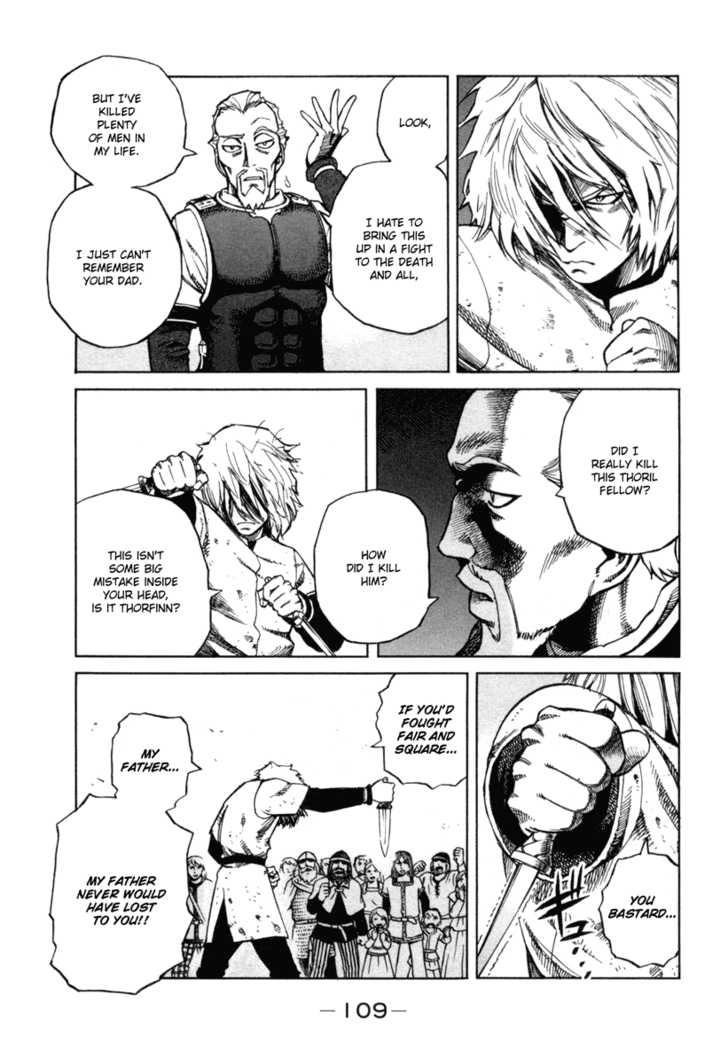 LOOK,
I HATE TO
BRING THIS
UP IN A FIGHT
TO THE DEATH
AND ALL,
BUT I'VE
KILLED
PLENTY
OF MEN IN
MY LIFE.
I JUST CAN'T
REMEMBER
YOUR DAD.
DID I
REALLY KILL
THIS THORIL
FELLOW?
HOW
DID I KILL
HIM?
THIS ISN'T
SOME BIG
MISTAKE INSIDE
YOUR HEAD,
IS IT THORFINN?
YOU
BASTARD...
ギュ
IF YOU'D
FOUGHT
FAIR AND
SQUARE...
MY
FATHER...
MY FATHER
NEVER WOULD
HAVE LOST
TO YOU!!
—109—